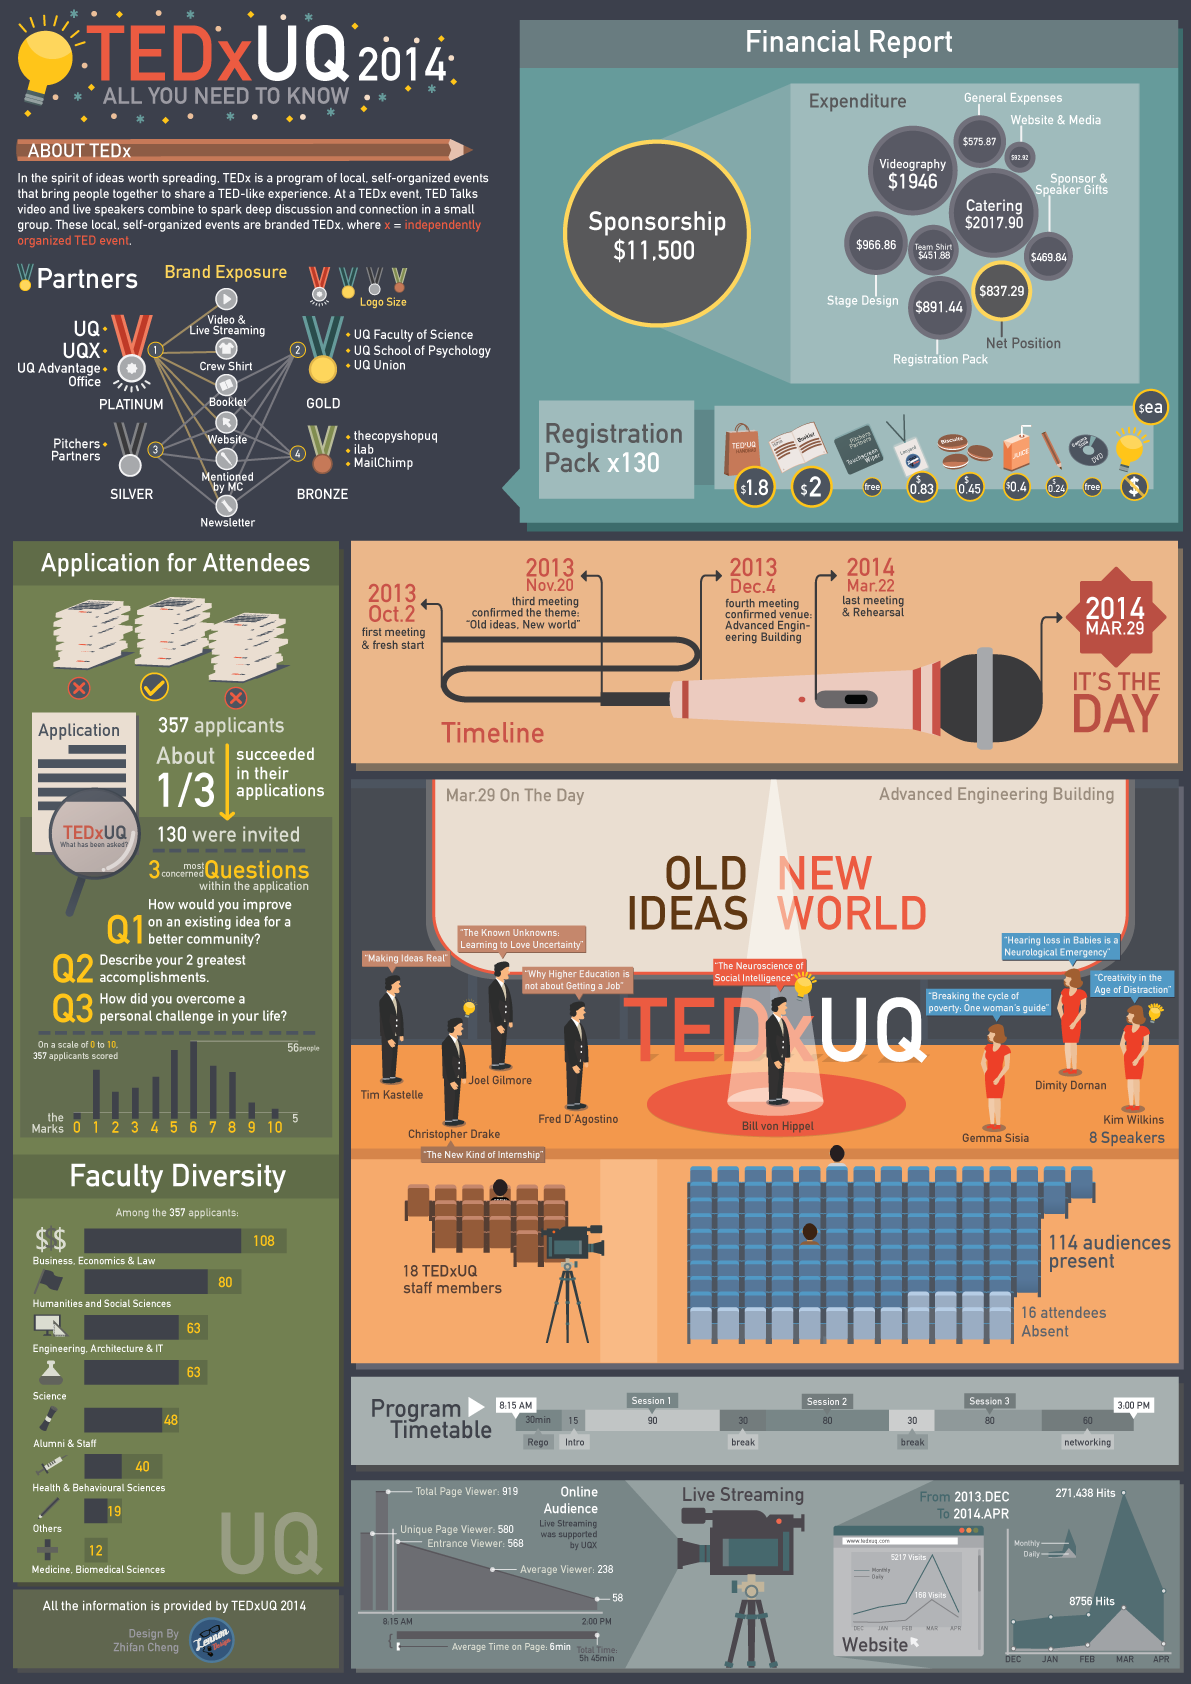 TEDxUQ 2014
ALL YOU NEED TO KNOW
ABOUT TEDx
In the spirit of ideas worth spreading, TEDx is a program of local, self-organized events
that bring people together to share a TED-like experience. At a TEDx event, TED Talks
video and live speakers combine to spark deep discussion and connection in a small
group. These local, self-organized events are branded TEDx, where x = independently
organized TED event.
Partners
Brand Exposure
Logo Size
UQ
UQX
UQ Advantage
Office
PLATINUM
1
Video &
Live Streaming
Crew Shirt
Booklet
Website
Mentioned
by MC
Newsletter
2
UQ Faculty of Science
UQ School of Psychology
UQ Union
GOLD
Pitchers
Partners
3
SILVER
4
thecopyshopuq
ilab
MailChimp
BRONZE
Financial Report
Sponsorship
$11,500
Expenditure
General Expenses
$575.87
Website & Media
$92.92
Videography
$1946
Catering
$2017.90
Sponsor &
Speaker Gifts
$469.84
$966.86
Stage Design
Team Shirt
$451.88
$891.44
Registration Pack
$837.29
Net Position
Registration
Pack x130
$ea
TEDxUQ
Booklet
Pitchers
Partners
Touchscreen
Wiper
Lanyard
Biscuits
JUICE
DVD
$1.8
$2
free
$0.83
$0.45
$0.4
$0.24
free
$
Application for Attendees
Application
TEDxUQ
What has been asked?
357 applicants
About
1/3
succeeded
in their
applications
130 were invited
3 most concerned Questions
within the application
Q1
How would you improve
on an existing idea for a
better community?
Q2
Describe your 2 greatest
accomplishments.
Q3
How did you overcome a
personal challenge in your life?
On a scale of 0 to 10,
357 applicants scored
56people
5
the
Marks
0 1 2 3 4 5 6 7 8 9 10
Faculty Diversity
Among the 357 applicants:
$$
108
Business, Economics & Law
80
Humanities and Social Sciences
63
Engineering, Architecture & IT
63
Science
48
Alumni & Staff
40
Health & Behavioural Sciences
19
Others
12
Medicine, Biomedical Sciences
UQ
All the information is provided by TEDxUQ 2014
Design By
Zhifan Cheng
Lennon
Design
2013
Oct.2
first meeting
& fresh start
2013
Nov.20
third meeting
confirmed the theme:
"Old ideas, New world"
2013
Dec.4
fourth meeting
confirmed venue:
Advanced Engin-
eering Building
2014
Mar.22
last meeting
& Rehearsal
2014
MAR.29
IT'S THE
DAY
Timeline
Mar.29 On The Day
Advanced Engineering Building
OLD NEW
IDEAS WORLD
TEDxUQ
"Making Ideas Real"
Tim Kastelle
"The Known Unknowns:
Learning to Love Uncertainty"
Joel Gilmore
"Why Higher Education is
not about Getting a Job"
Fred D'Agostino
Christopher Drake
"The New Kind of Internship"
"The Neuroscience of
Social Intelligence"
Bill von Hippel
"Breaking the cycle of
poverty: One woman's guide"
Gemma Sisia
"Hearing loss in Babies is a
Neurological Emergency"
Dimity Dornan
"Creativity in the
Age of Distraction"
Kim Wilkins
8 Speakers
18 TEDxUQ
staff members
114 audiences
present
16 attendees
Absent
Program
Timetable
8:15 AM
Session 1
Session 2
Session 3
3:00 PM
30min 15 90 30 80 30 80 60
Rego
Intro
break
break
networking
Total Page Viewer: 919
Unique Page Viewer: 580
Entrance Viewer: 568
Average Viewer: 238
58
Online
Audience
Live Streaming
was supported
by UQX
8:15 AM
2:00 PM
Average Time on Page: 6min
Total Time:
5h 45min
Live Streaming
From 2013.DEC
To 2014.APR
www.tedxuq.com
5217 Visits
Monthly
Daily
168 Visits
DEC JAN FEB MAR APR
Website
271,438 Hits
Monthly
Daily
8756 Hits
DEC JAN FEB MAR APR